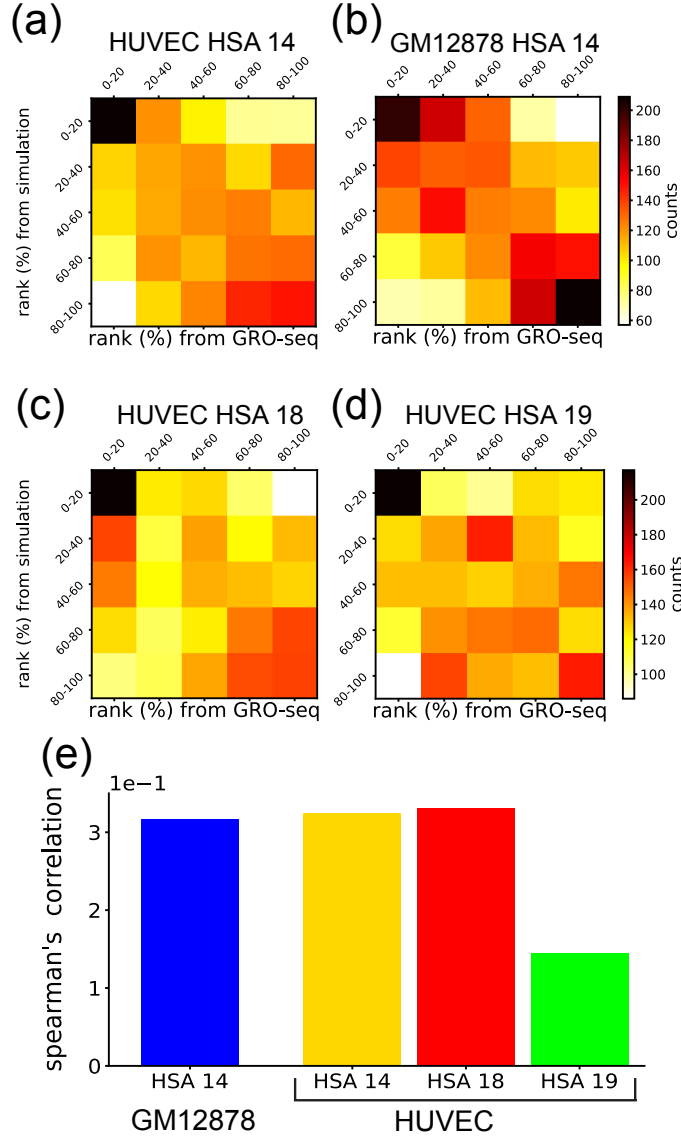 (a)
HUVEC HSA 14
0-20 20-40 40-60 60-80 80-100
rank (%) from simulation
0-20
20-40
40-60
60-80
80-100
rank (%) from GRO-seq
(b)
GM12878 HSA 14
0-20 20-40 40-60 60-80 80-100
0-20
20-40
40-60
60-80
80-100
rank (%) from GRO-seq
200
180
160
140
120
100
80
60
counts
(c)
HUVEC HSA 18
0-20 20-40 40-60 60-80 80-100
rank (%) from simulation
0-20
20-40
40-60
60-80
80-100
rank (%) from GRO-seq
(d)
HUVEC HSA 19
0-20 20-40 40-60 60-80 80-100
0-20
20-40
40-60
60-80
80-100
rank (%) from GRO-seq
200
180
160
140
120
100
counts
(e)
1e−1
spearman's correlation
3
2
1
0
HSA 14 HSA 14 HSA 18 HSA 19
GM12878 HUVEC